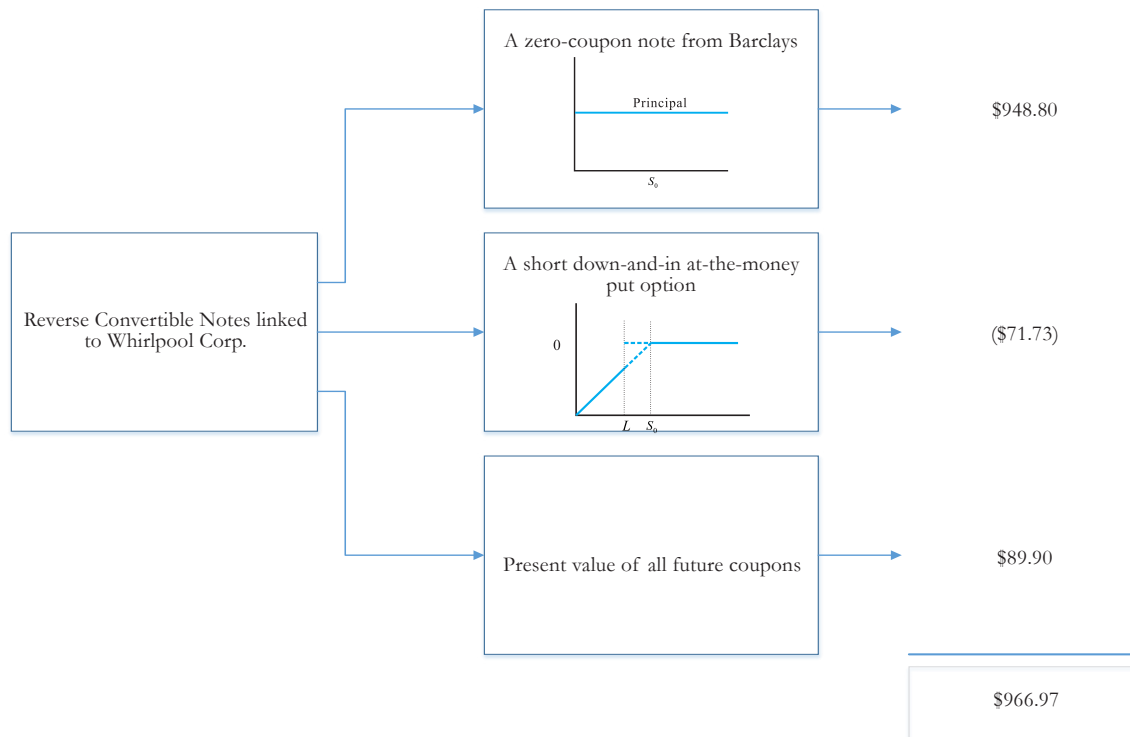 A zero-coupon note from Barclays
Principal
S₀
$948.80
Reverse Convertible Notes linked
to Whirlpool Corp.
A short down-and-in at-the-money
put option
0
L S₀
($71.73)
Present value of all future coupons
$89.90
$966.97